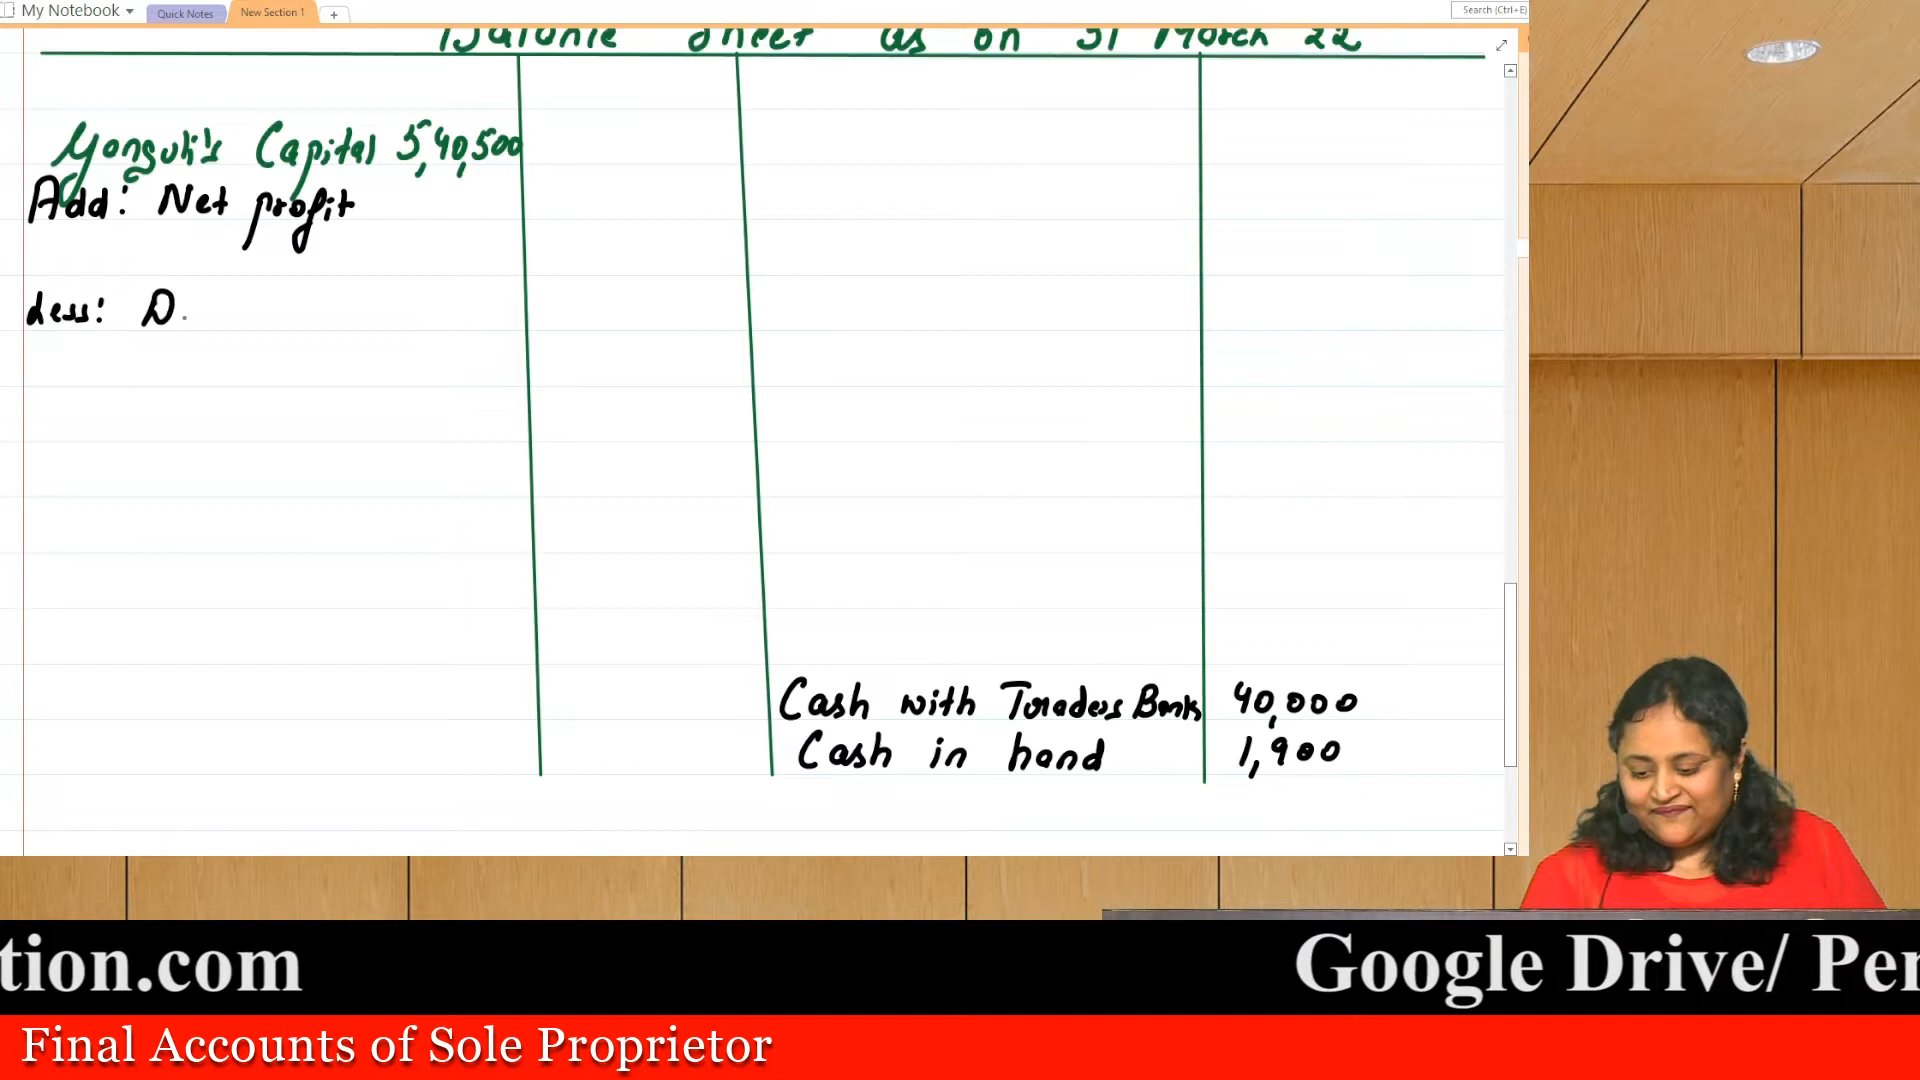 My Notebook
Quick Notes
New Section 1
Search (Ctrl+E)
Balance Sheet as on 31 March 22
Capital 5,40,500
Add: Net profit
Less: D
Cash with Traders Bank 40,000
Cash in hand 1,900
tion.com
Google Drive/ Per
Final Accounts of Sole Proprietor